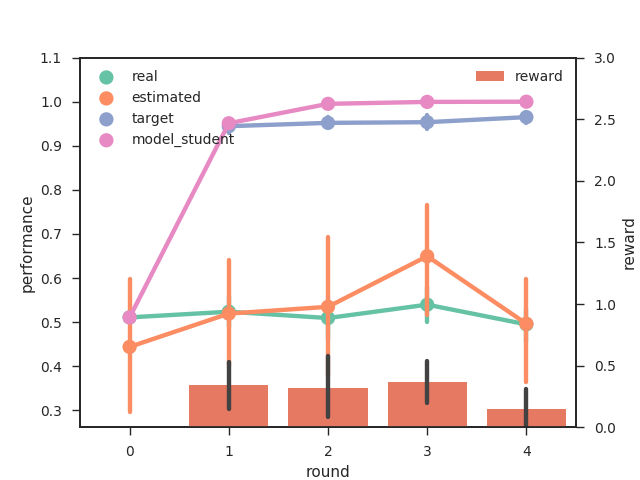 real
estimated
target
model_student
reward
1.1
1.0
0.9
0.8
0.7
0.6
0.5
0.4
0.3
performance
3.0
2.5
2.0
1.5
1.0
0.5
0.0
reward
0 1 2 3 4
round